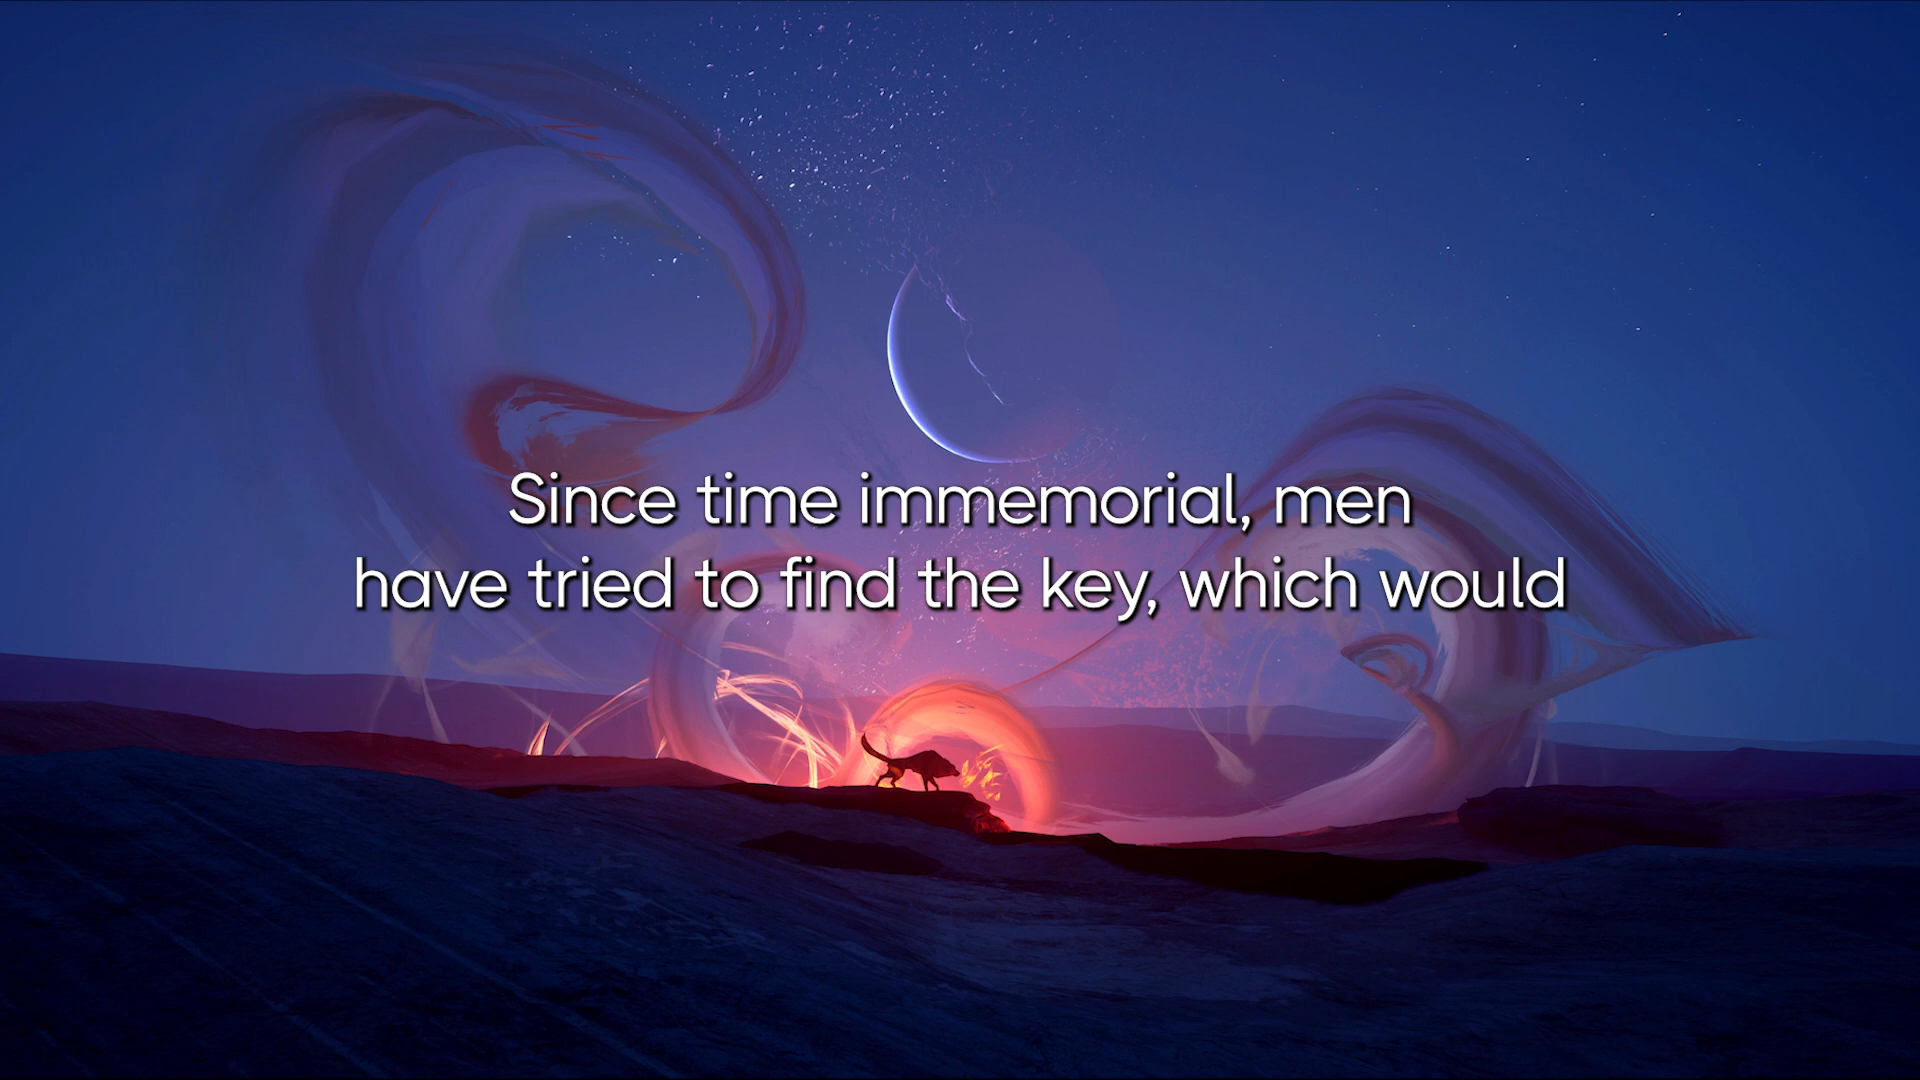 Since time immemorial, men
have tried to find the key, which would